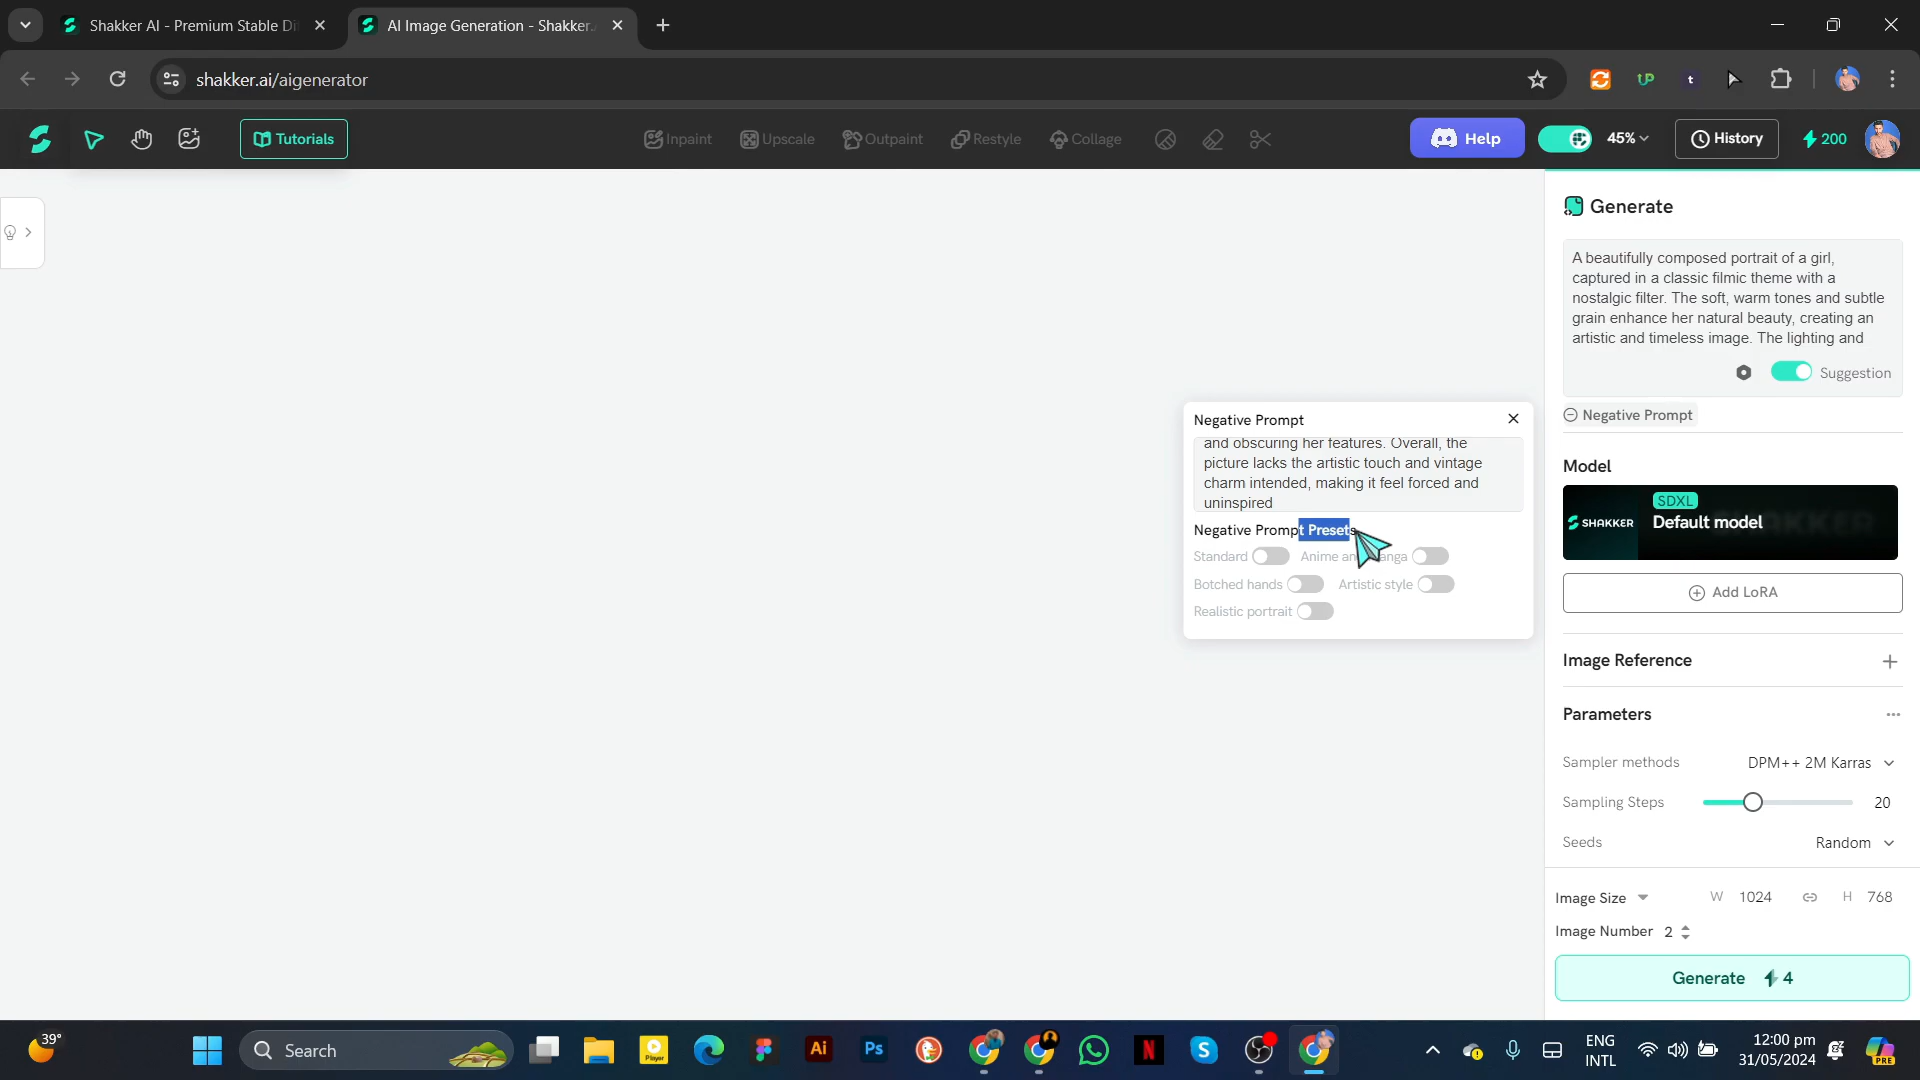 Shakker AI - Premium Stable Di
AI Image Generation - Shakker.
shakker.ai/aigenerator
Tutorials
Inpaint
Upscale
Outpaint
Restyle
Collage
Help
45%
History
200
Generate
A beautifully composed portrait of a girl,
captured in a classic filmic theme with a
nostalgic filter. The soft, warm tones and subtle
grain enhance her natural beauty, creating an
artistic and timeless image. The lighting and
Suggestion
Negative Prompt
Negative Prompt
and obscuring her features. Overall, the
picture lacks the artistic touch and vintage
charm intended, making it feel forced and
uninspired
Negative Prompt Presets
Standard
Anime and Manga
Botched hands
Artistic style
Realistic portrait
Model
SHAKKER
SDXL
Default model
Add LoRA
Image Reference
Parameters
Sampler methods DPM++ 2M Karras
Sampling Steps 20
Seeds Random
Image Size W 1024 H 768
Image Number 2
Generate 4
39°
Search
Player
Ai
Ps
ENG
INTL
12:00 pm
31/05/2024
PRE